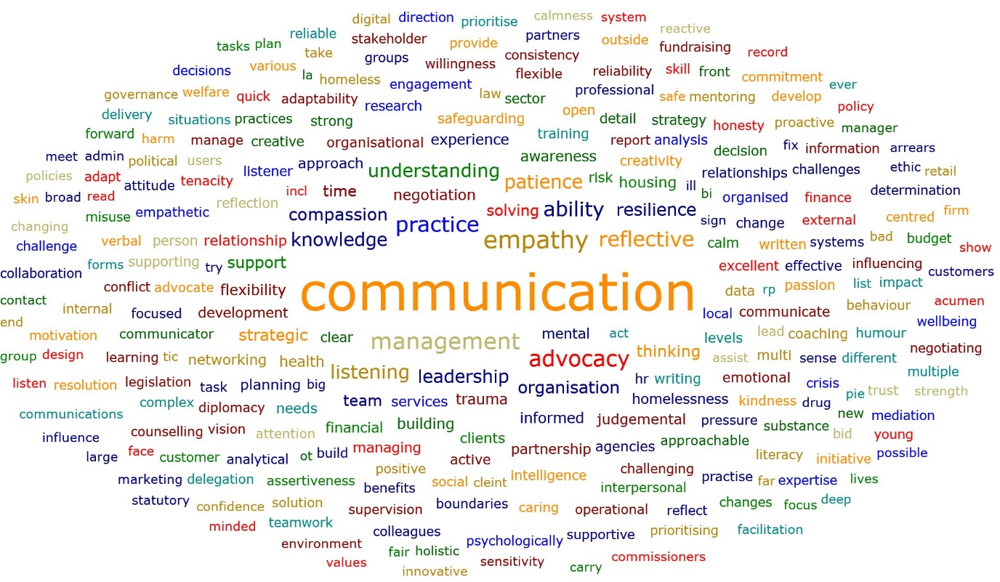 digital direction prioritise calmness system
reliable stakeholder provide partners outside reactive
tasks plan take groups willingness consistency fundraising record
decisions various la homeless engagement flexible reliability skill front commitment ever
governance welfare quick adaptability research law sector professional safe mentoring develop policy
delivery situations practices strong safeguarding open detail strategy honesty proactive manager
forward harm manage creative organisational experience training report analysis decision fix information arrears
meet admin political users listener approach understanding awareness creativity relationships challenges ethic retail
policies adapt attitude tenacity incl time negotiation patience risk housing ill bi organised finance determination
skin broad read reflection
changing misuse empathetic compassion practice solving ability resilience sign change external centred firm
challenge verbal person relationship knowledge empathy reflective calm written systems bad budget show
collaboration forms supporting try support excellent effective influencing customers
contact conflict advocate flexibility communication data rp passion list impact acumen
end internal focused development local communicate behaviour wellbeing
motivation communicator strategic clear management mental act levels lead coaching humour negotiating
group design learning tic networking health advocacy thinking assist multi sense different multiple
listen resolution legislation task planning big listening leadership organisation hr writing emotional crisis pie trust strength
communications complex diplomacy needs team services trauma homelessness kindness drug new mediation
influence counselling vision attention financial building informed judgemental pressure substance bid young
large face customer analytical ot build managing clients partnership agencies approachable literacy initiative possible
marketing delegation assertiveness positive active social cleint intelligence challenging interpersonal practise far expertise lives
statutory confidence solution benefits supervision boundaries caring operational reflect changes focus deep
minded teamwork colleagues psychologically supportive prioritising facilitation
environment fair holistic
values innovative sensitivity carry commissioners